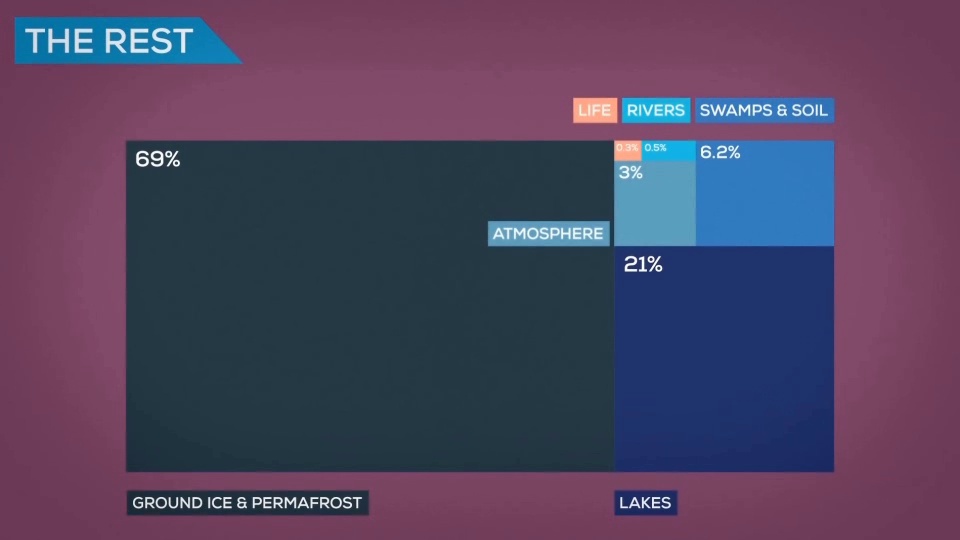 THE REST
LIFE RIVERS SWAMPS & SOIL
69%
0.3% 0.5% 6.2%
3%
ATMOSPHERE
21%
GROUND ICE & PERMAFROST LAKES